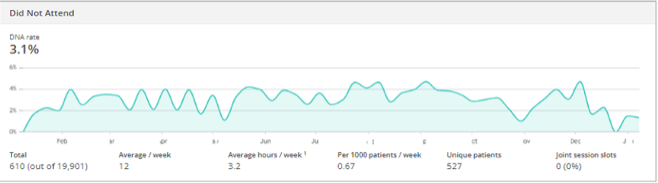 Did Not Attend
DNA rate
3.1%
6%
4%
2%
0%
Feb Jun Jul Dec
Total Average / week Average hours / week 1 Per 1000 patients / week Unique patients Joint session slots
610 (out of 19,901) 12 3.2 0.67 527 0 (0%)